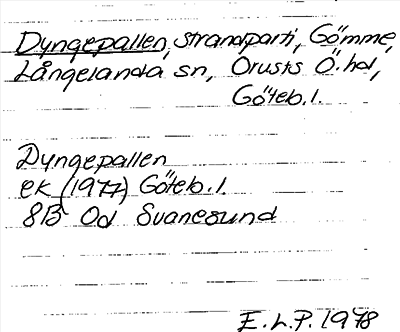 Dyngepallen, strandparti, Gömme,
Långelanda sn, Orusts Ö. hd,
Göteb. l.
Dyngepallen
ek (1977) Göteb. l.
8B Od Svanesund
E.L.P. 1978